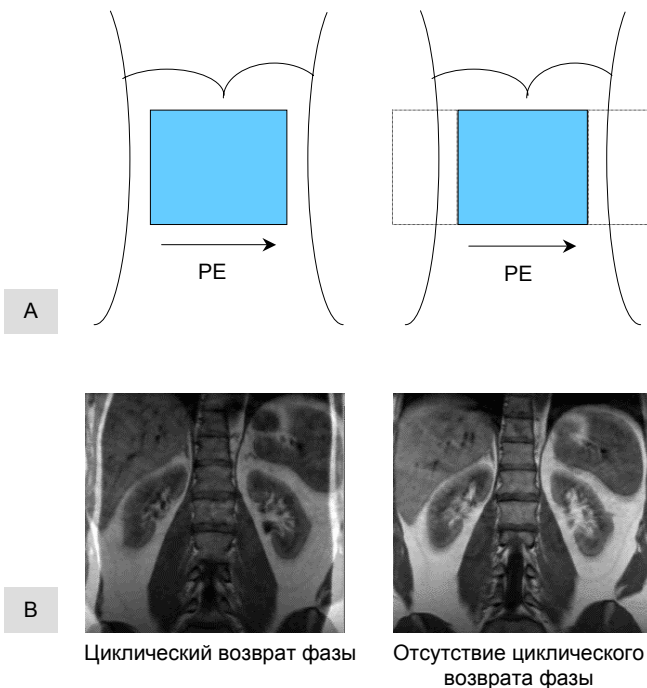 PE
PE
A
B
Циклический возврат фазы
Отсутствие циклического
возврата фазы